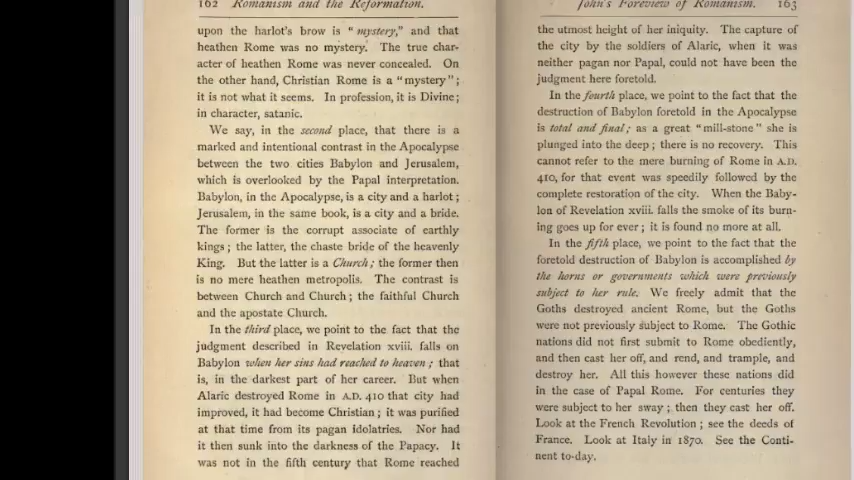 162 Romanism and the Reformation.
upon the harlot's brow is "mystery," and that
heathen Rome was no mystery. The true char-
acter of heathen Rome was never concealed. On
the other hand, Christian Rome is a "mystery";
it is not what it seems. In profession, it is Divine;
in character, satanic.
We say, in the second place, that there is a
marked and intentional contrast in the Apocalypse
between the two cities Babylon and Jerusalem,
which is overlooked by the Papal interpretation.
Babylon, in the Apocalypse, is a city and a harlot;
Jerusalem, in the same book, is a city and a bride.
The former is the corrupt associate of earthly
kings; the latter, the chaste bride of the heavenly
King. But the latter is a Church; the former then
is no mere heathen metropolis. The contrast is
between Church and Church; the faithful Church
and the apostate Church.
In the third place, we point to the fact that the
judgment described in Revelation xviii. falls on
Babylon when her sins had reached to heaven; that
is, in the darkest part of her career. But when
Alaric destroyed Rome in A.D. 410 that city had
improved, it had become Christian; it was purified
at that time from its pagan idolatries. Nor had
it then sunk into the darkness of the Papacy. It
was not in the fifth century that Rome reached
John's Foreview of Romanism. 163
the utmost height of her iniquity. The capture of
the city by the soldiers of Alaric, when it was
neither pagan nor Papal, could not have been the
judgment here foretold.
In the fourth place, we point to the fact that the
destruction of Babylon foretold in the Apocalypse
is total and final; as a great "mill-stone" she is
plunged into the deep; there is no recovery. This
cannot refer to the mere burning of Rome in A.D.
410, for that event was speedily followed by the
complete restoration of the city. When the Baby-
lon of Revelation xviii. falls the smoke of its burn-
ing goes up for ever; it is found no more at all.
In the fifth place, we point to the fact that the
foretold destruction of Babylon is accomplished by
the horns or governments which were previously
subject to her rule. We freely admit that the
Goths destroyed ancient Rome, but the Goths
were not previously subject to Rome. The Gothic
nations did not first submit to Rome obediently,
and then cast her off, and rend, and trample, and
destroy her. All this however these nations did
in the case of Papal Rome. For centuries they
were subject to her sway; then they cast her off.
Look at the French Revolution; see the deeds of
France. Look at Italy in 1870. See the Conti-
nent to-day.